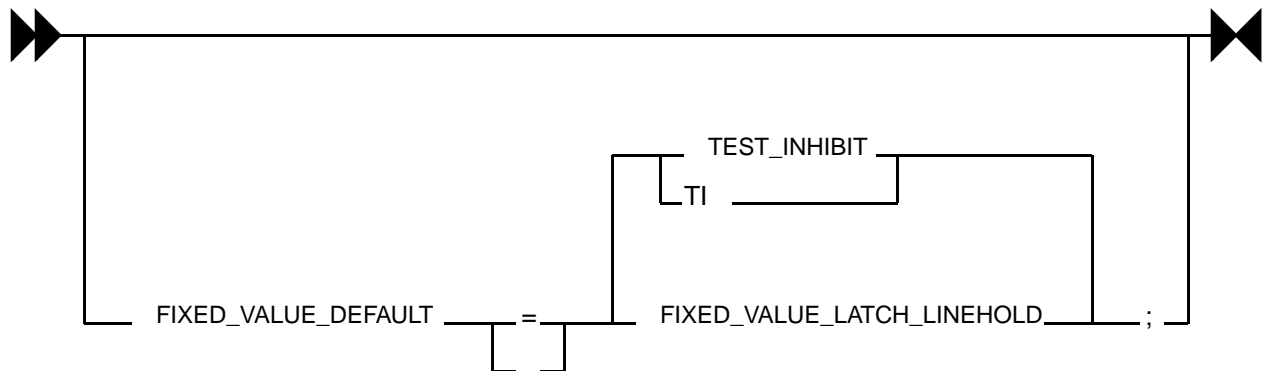 TEST_INHIBIT
TI
FIXED_VALUE_DEFAULT = FIXED_VALUE_LATCH_LINEHOLD ;